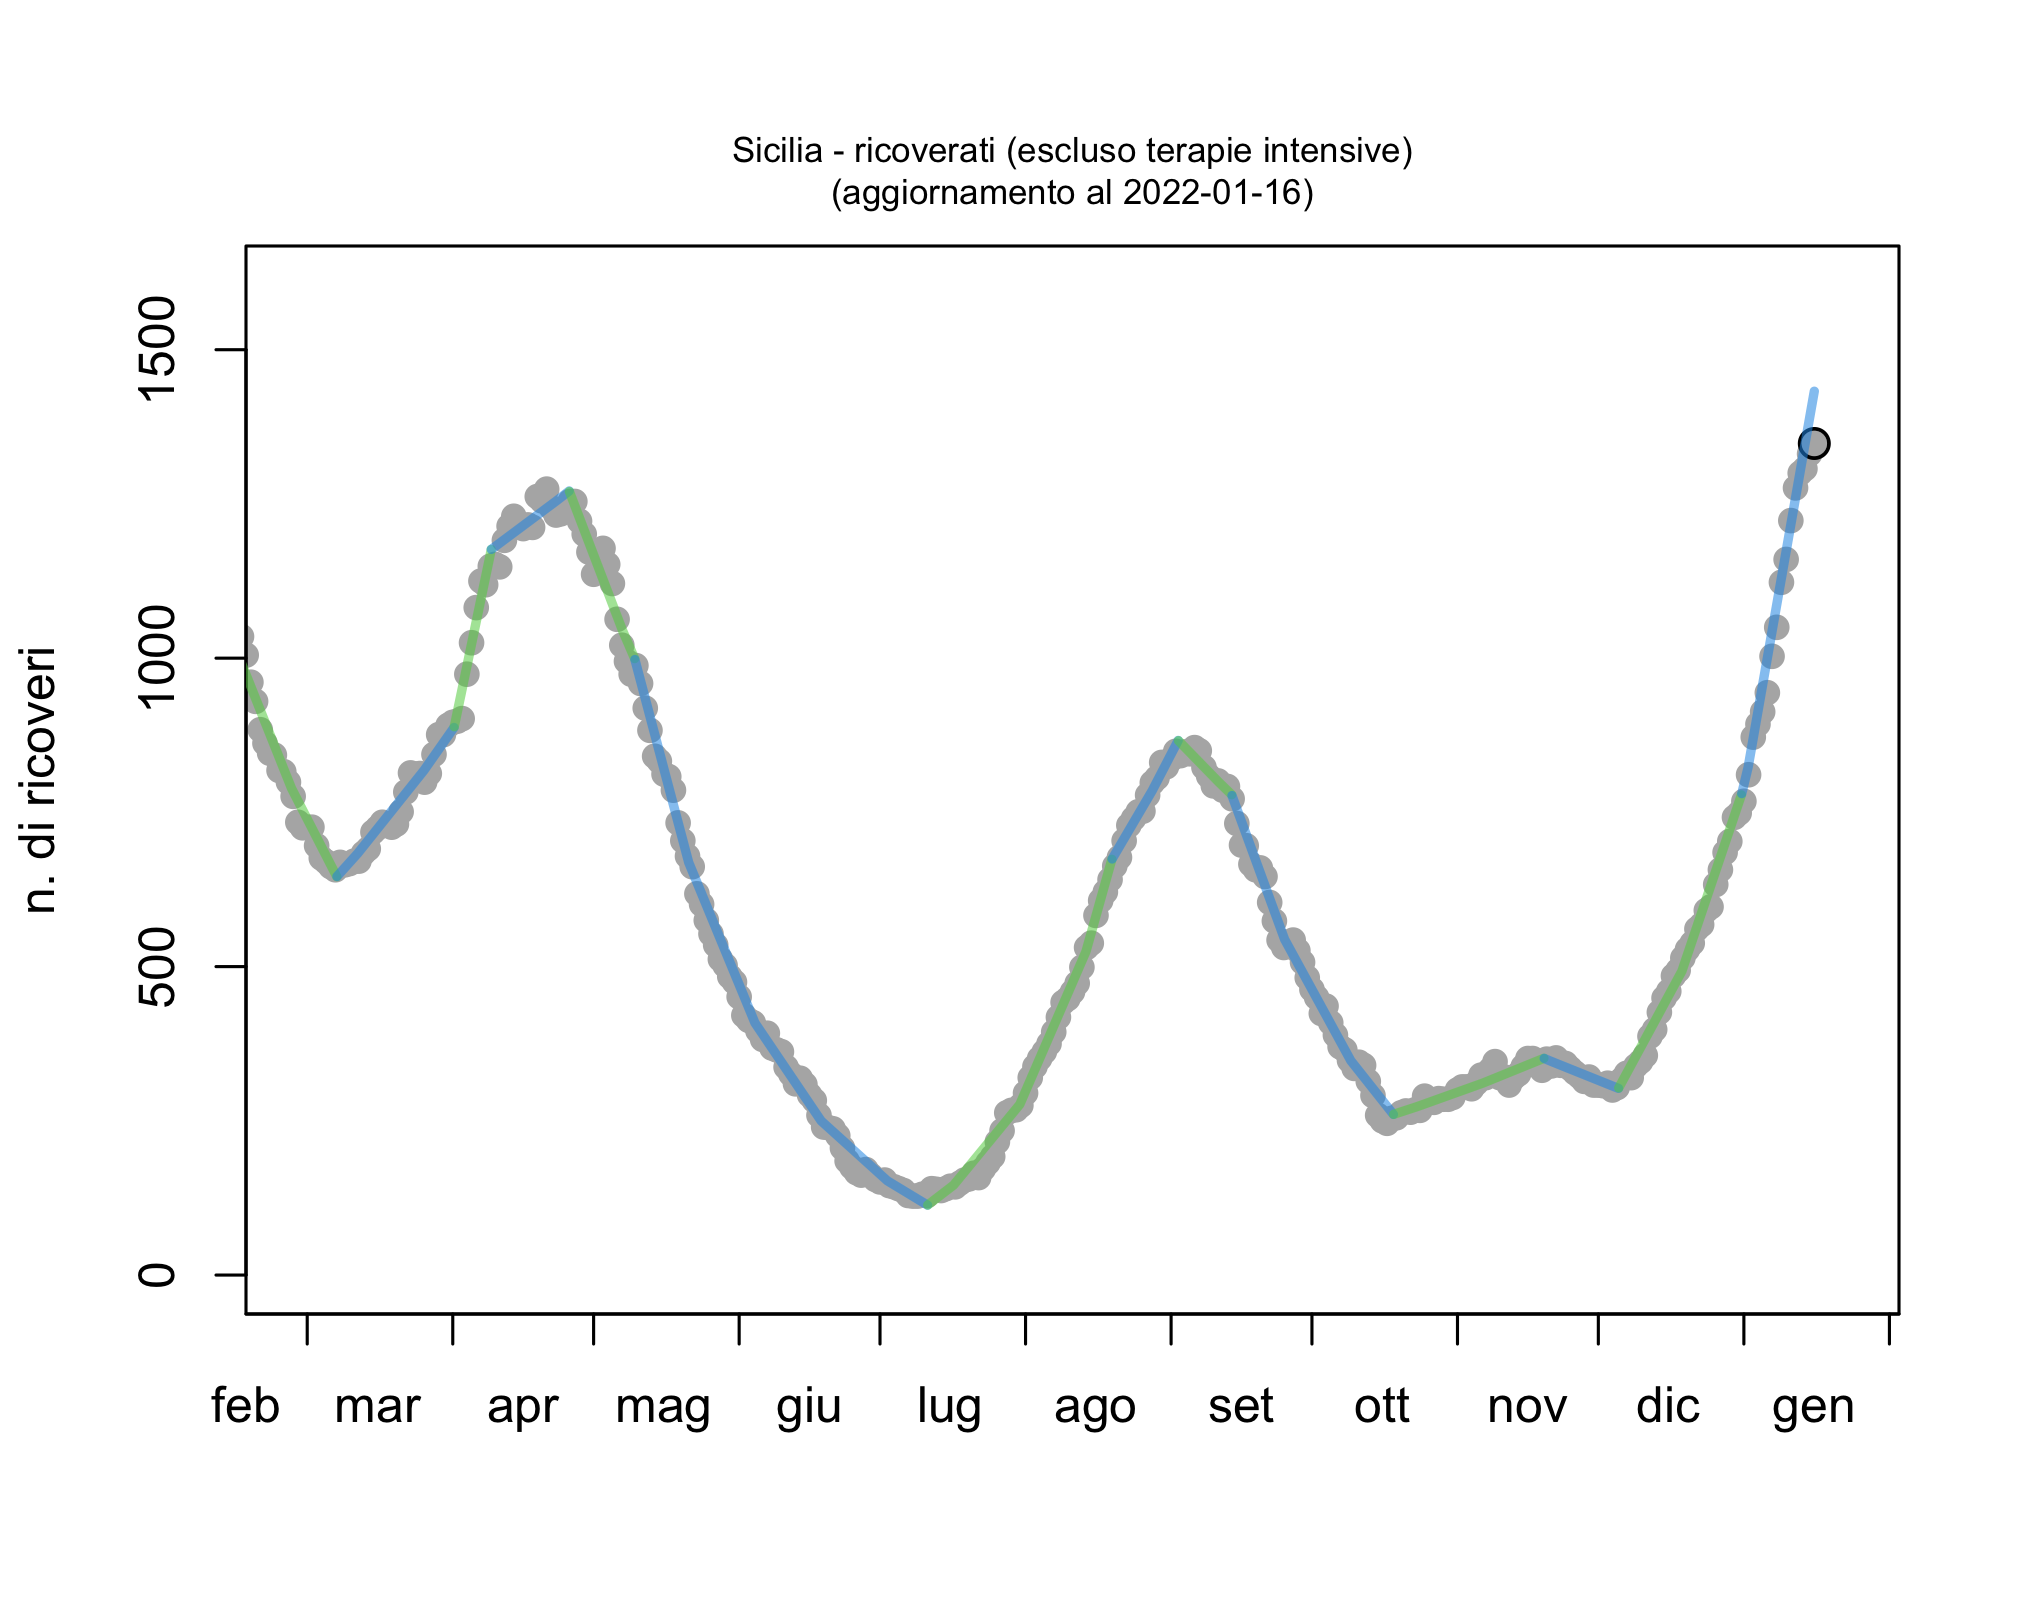 Sicilia - ricoverati (escluso terapie intensive)
(aggiornamento al 2022-01-16)
n. di ricoveri
1500
1000
500
0
feb mar apr mag giu lug ago set ott nov dic gen